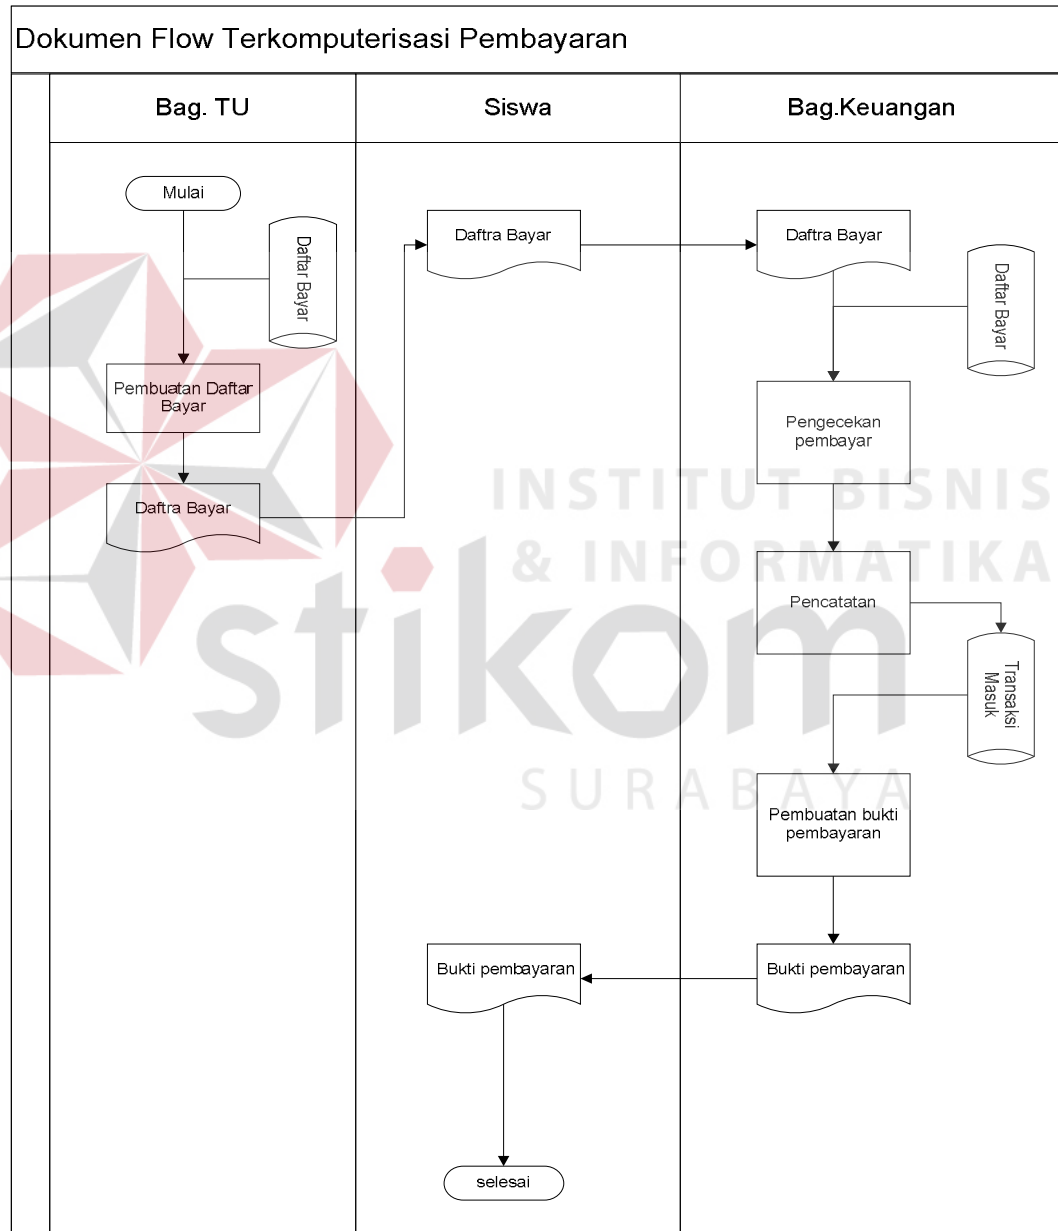 Dokumen Flow Terkomputerisasi Pembayaran
Bag. TU
Siswa
Bag.Keuangan
Mulai
Daftar Bayar
Pembuatan Daftar
Bayar
Daftra Bayar
Daftra Bayar
Daftra Bayar
Daftar Bayar
Pengecekan
pembayar
Pencatatan
Transaksi
Masuk
Pembuatan bukti
pembayaran
Bukti pembayaran
Bukti pembayaran
selesai
INSTITUT BISNIS
& INFORMATIKA
stikom
SURABAYA